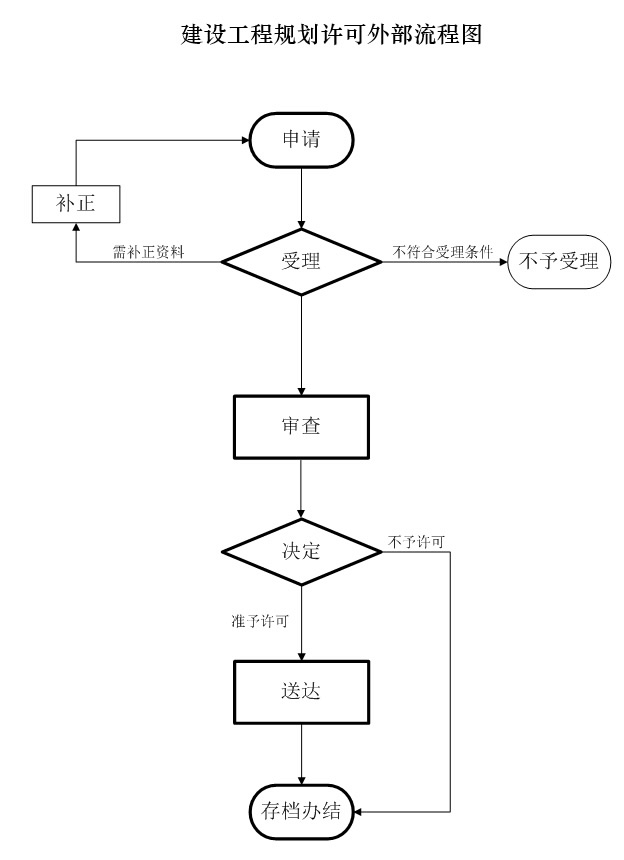 建设工程规划许可外部流程图
申请
补正
需补正资料
受理
不符合受理条件
不予受理
审查
决定
不予许可
准予许可
送达
存档办结